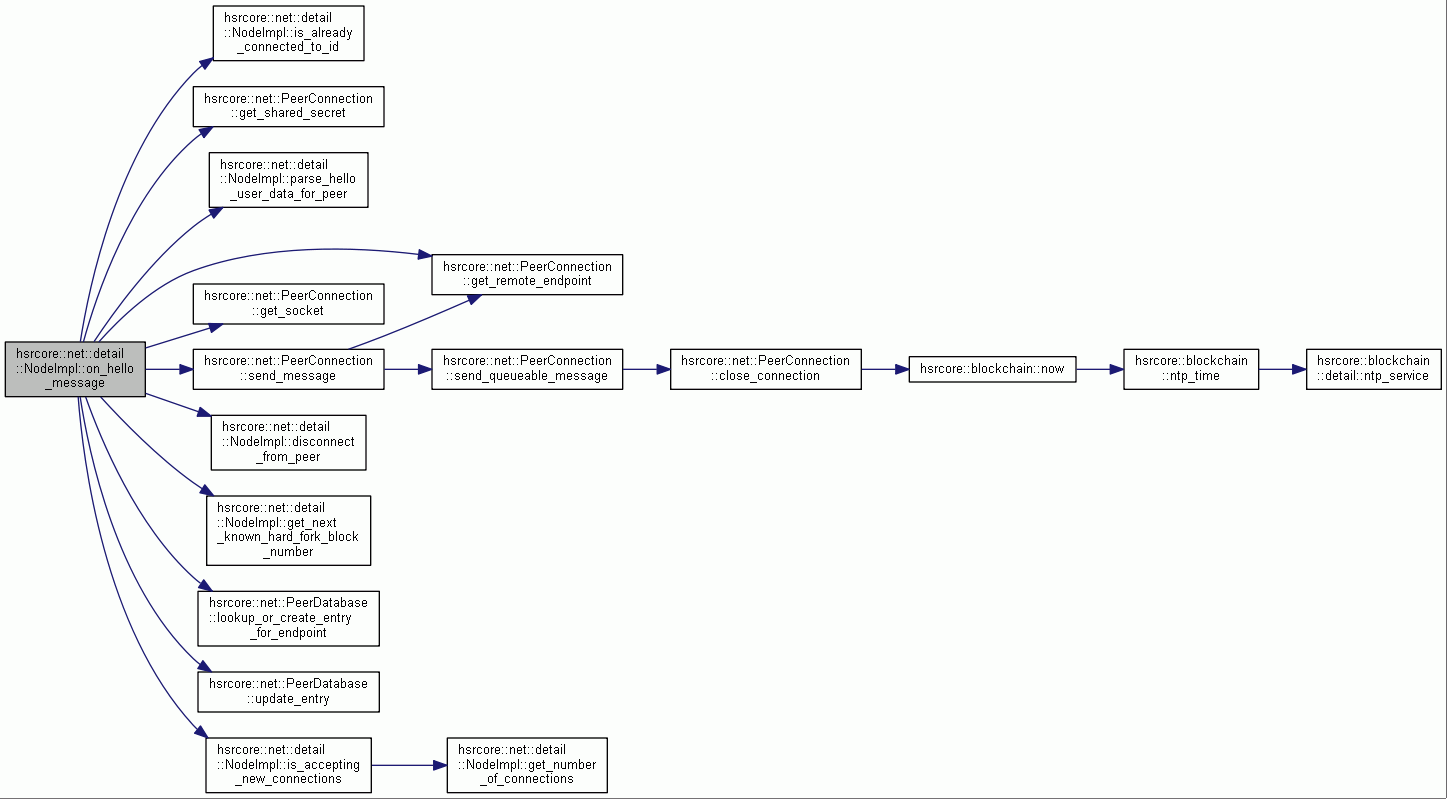 hsrcore::net::detail
::NodeImpl::is_already
_connected_to_id
hsrcore::net::PeerConnection
::get_shared_secret
hsrcore::net::detail
::NodeImpl::parse_hello
_user_data_for_peer
hsrcore::net::PeerConnection
::get_remote_endpoint
hsrcore::net::PeerConnection
::get_socket
hsrcore::net::detail
::NodeImpl::on_hello
_message
hsrcore::net::PeerConnection
::send_message
hsrcore::net::PeerConnection
::send_queueable_message
hsrcore::net::PeerConnection
::close_connection
hsrcore::blockchain::now
hsrcore::blockchain
::ntp_time
hsrcore::blockchain
::detail::ntp_service
hsrcore::net::detail
::NodeImpl::disconnect
_from_peer
hsrcore::net::detail
::NodeImpl::get_next
_known_hard_fork_block
_number
hsrcore::net::PeerDatabase
::lookup_or_create_entry
_for_endpoint
hsrcore::net::PeerDatabase
::update_entry
hsrcore::net::detail
::NodeImpl::is_accepting
_new_connections
hsrcore::net::detail
::NodeImpl::get_number
_of_connections